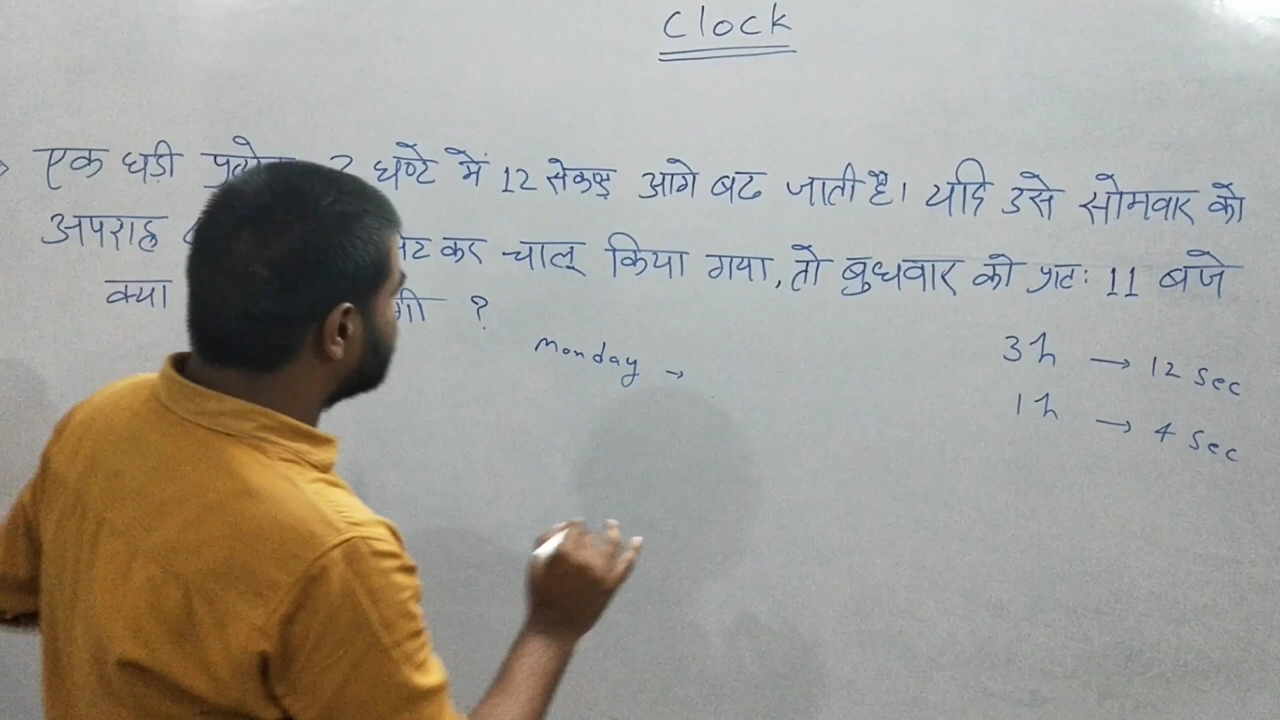 Clock
एक घड़ी घण्टे में 12 सेकण्ड आगे बढ जाती है। यदि उसे सोमवार को
अपराह्न कर चालू किया गया, तो बुधवार को प्रातः 11 बजे
क्या ?
Monday →
3h → 12 Sec
1h → 4 Sec